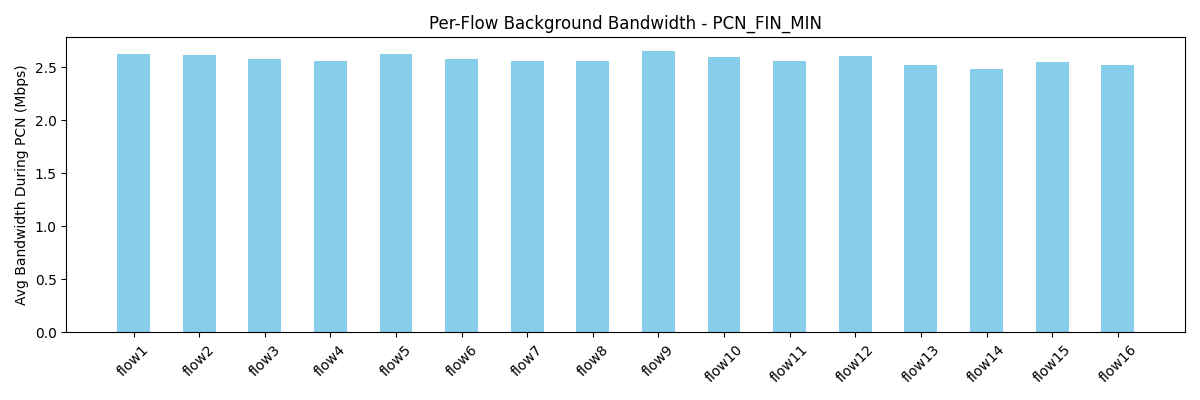 Per-Flow Background Bandwidth - PCN_FIN_MIN
Avg Bandwidth During PCN (Mbps)
2.5
2.0
1.5
1.0
0.5
0.0
flow1
flow2
flow3
flow4
flow5
flow6
flow7
flow8
flow9
flow10
flow11
flow12
flow13
flow14
flow15
flow16